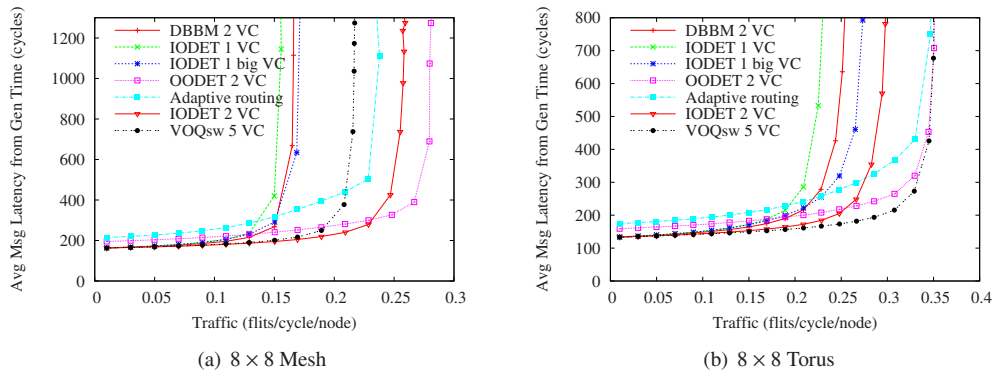 Avg Msg Latency from Gen Time (cycles)
1200
1000
800
600
400
200
0
DBBM 2 VC
IODET 1 VC
IODET 1 big VC
OODET 2 VC
Adaptive routing
IODET 2 VC
VOQsw 5 VC
0 0.05 0.1 0.15 0.2 0.25 0.3
Traffic (flits/cycle/node)
(a) 8 × 8 Mesh
Avg Msg Latency from Gen Time (cycles)
800
700
600
500
400
300
200
100
0
DBBM 2 VC
IODET 1 VC
IODET 1 big VC
OODET 2 VC
Adaptive routing
IODET 2 VC
VOQsw 5 VC
0 0.05 0.1 0.15 0.2 0.25 0.3 0.35 0.4
Traffic (flits/cycle/node)
(b) 8 × 8 Torus